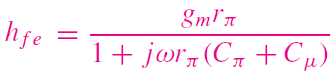 h_{fe} = \frac{g_m r_\pi}{1 + j\omega r_\pi (C_\pi + C_\mu)}